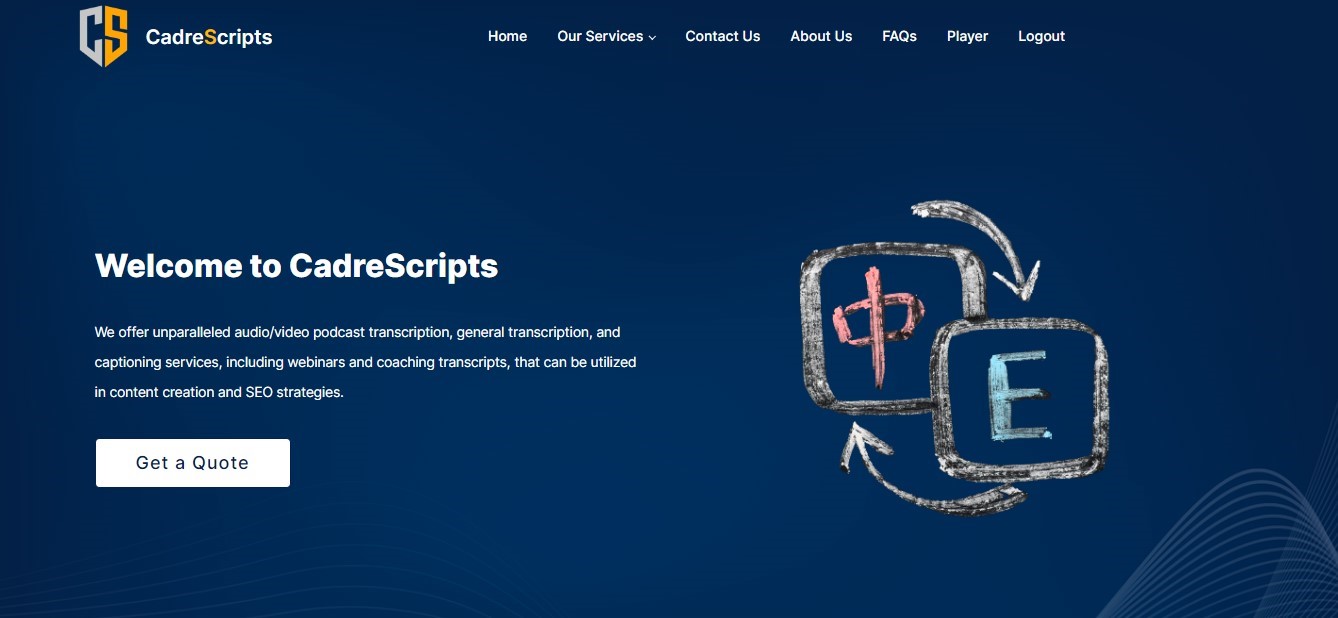 CS
CadreScripts
Home Our Services Contact Us About Us FAQs Player Logout
Welcome to CadreScripts
We offer unparalleled audio/video podcast transcription, general transcription, and
captioning services, including webinars and coaching transcripts, that can be utilized
in content creation and SEO strategies.
Get a Quote
中
E